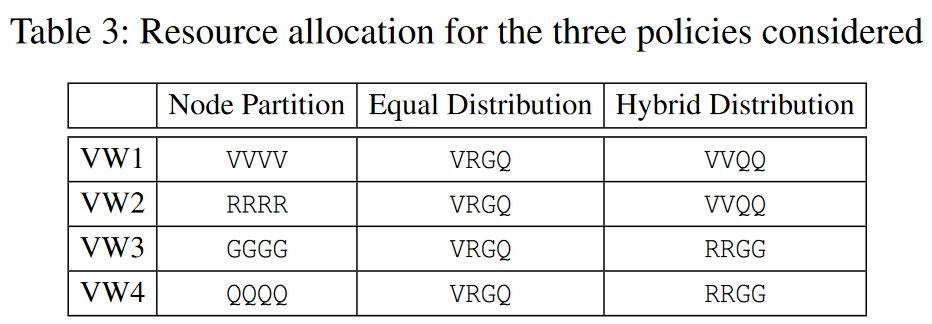 Table 3: Resource allocation for the three policies considered
Node Partition Equal Distribution Hybrid Distribution
VW1 VVVV VRGQ VVQQ
VW2 RRRR VRGQ VVQQ
VW3 GGGG VRGQ RRGG
VW4 QQQQ VRGQ RRGG